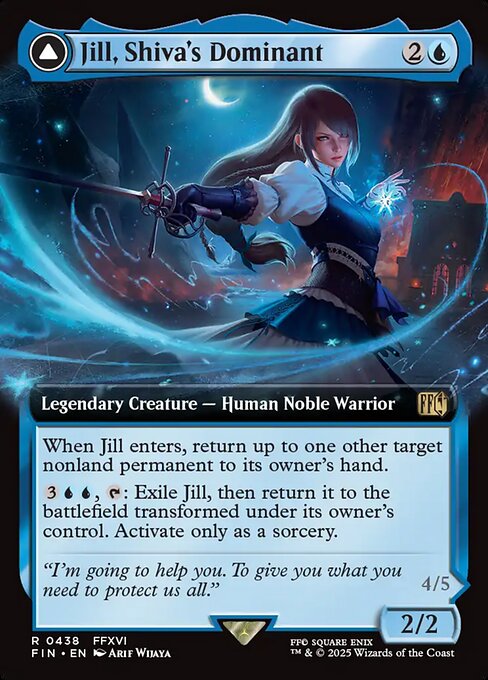 Jill, Shiva's Dominant 2
Legendary Creature — Human Noble Warrior FFXVI
When Jill enters, return up to one other target
nonland permanent to its owner's hand.
3, : Exile Jill, then return it to the
battlefield transformed under its owner's
control. Activate only as a sorcery.
"I'm going to help you. To give you what you
need to protect us all."
4/5
2/2
R 0438 FFXVI
FIN • EN Arif Wijaya
FF© SQUARE ENIX
™ & © 2025 Wizards of the Coast